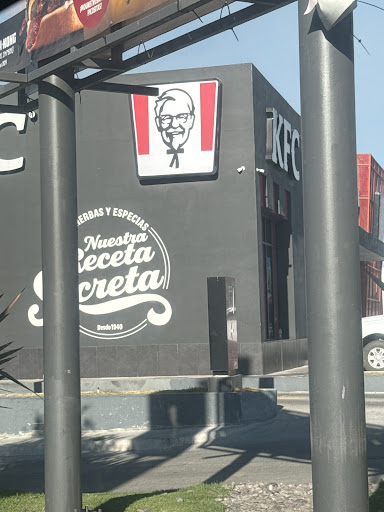 KFC
HIERBAS Y ESPECIAS
Nuestra
Receta
Secreta
Desde 1940